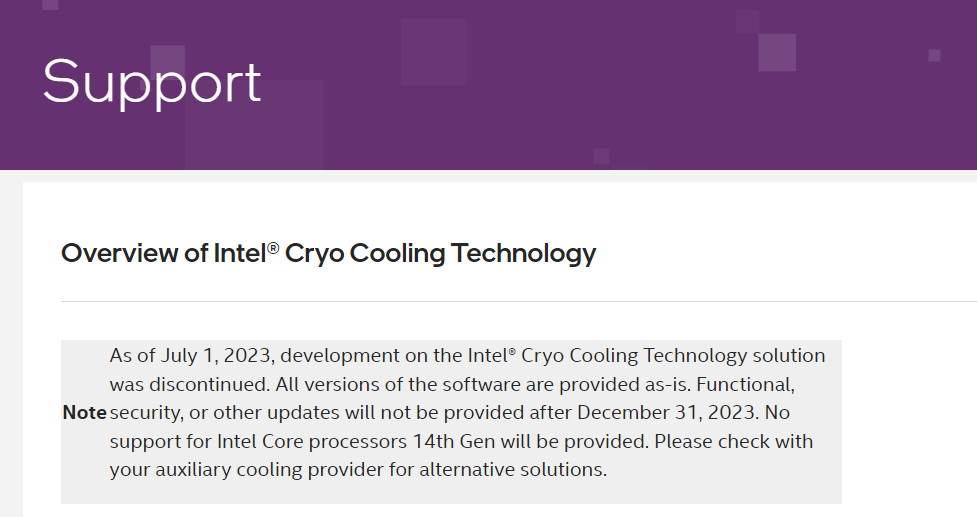 Support
Overview of Intel® Cryo Cooling Technology
As of July 1, 2023, development on the Intel® Cryo Cooling Technology solution
was discontinued. All versions of the software are provided as-is. Functional,
Note security, or other updates will not be provided after December 31, 2023. No
support for Intel Core processors 14th Gen will be provided. Please check with
your auxiliary cooling provider for alternative solutions.